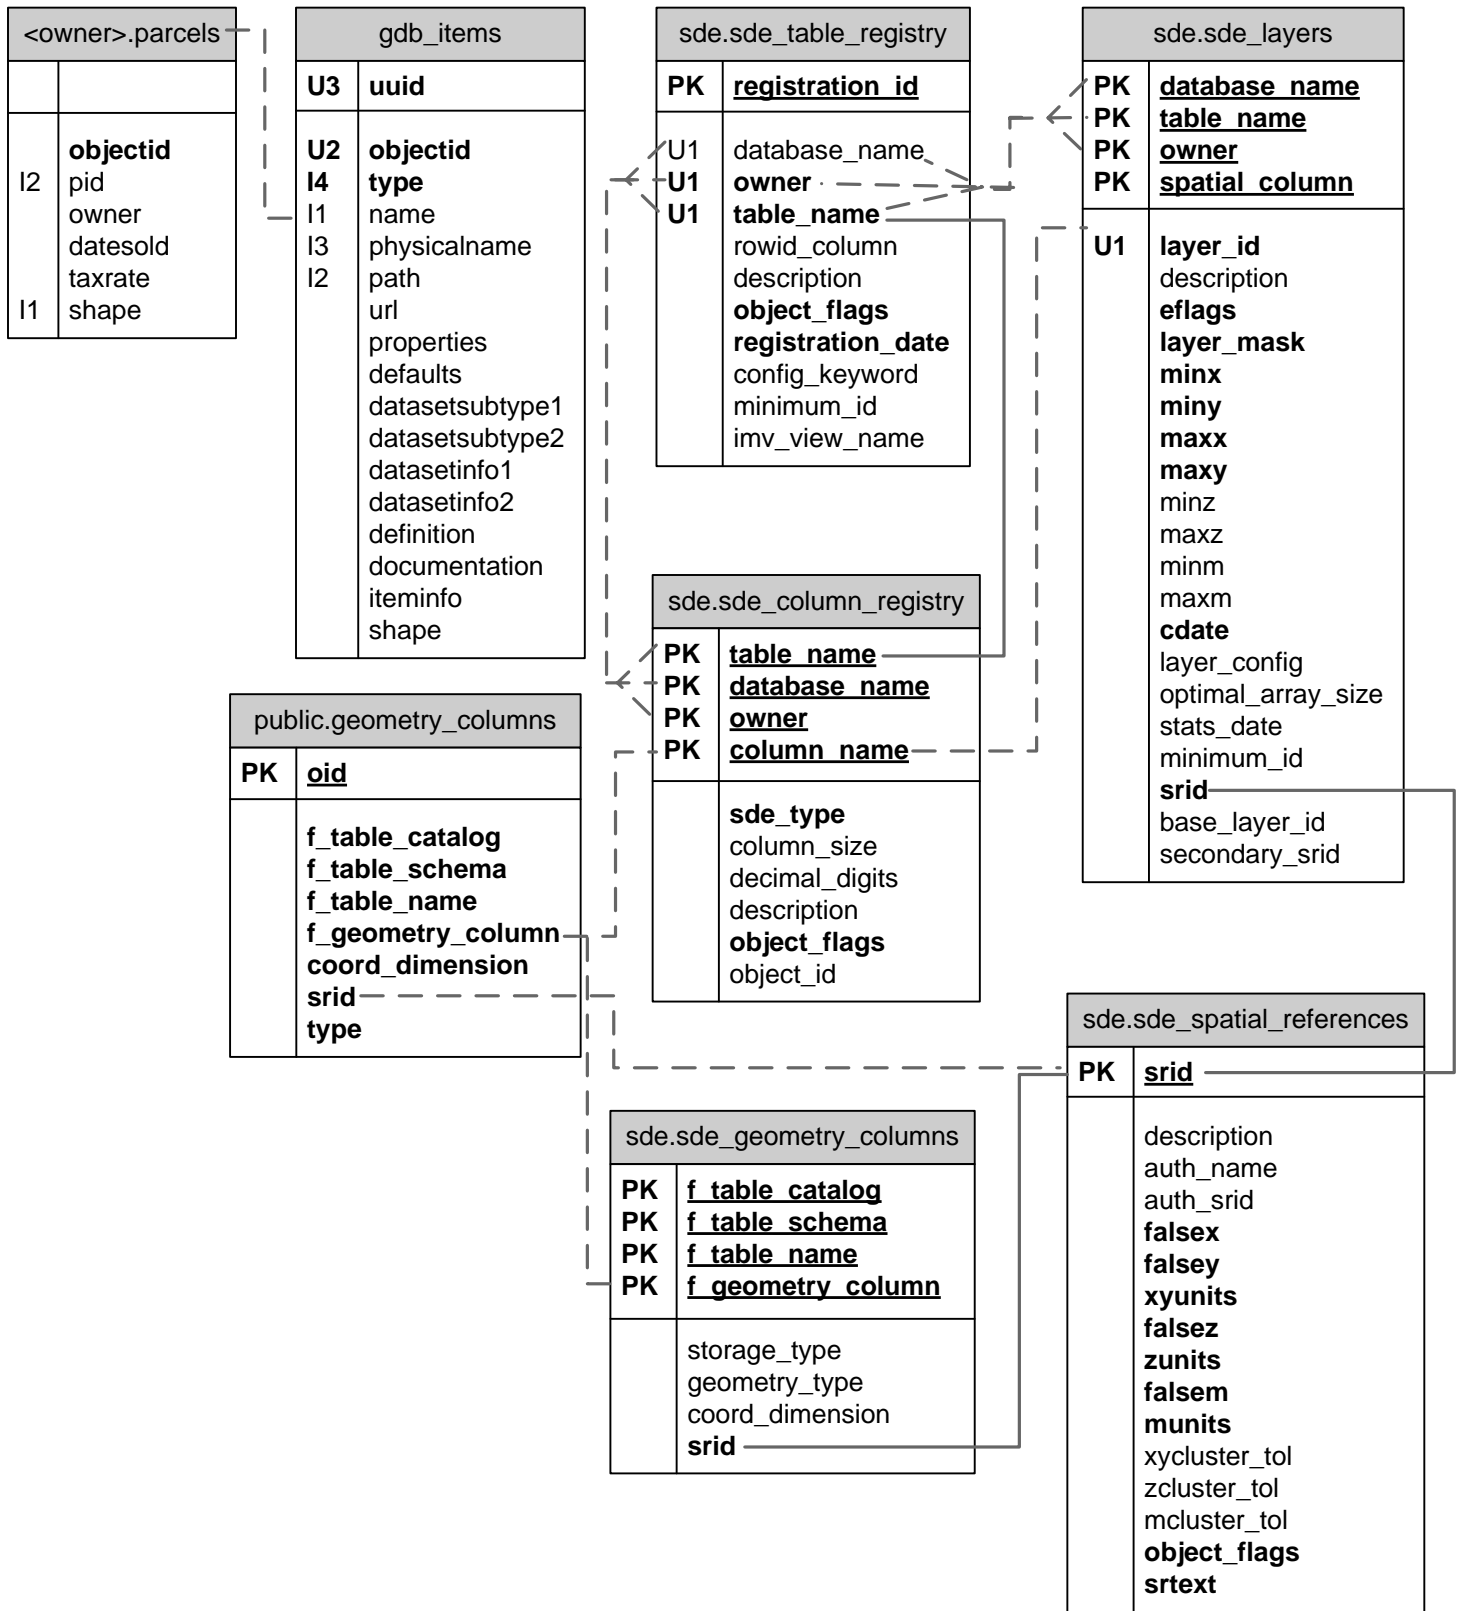 <owner>.parcels
objectid
I2 pid
owner
datesold
taxrate
I1 shape
gdb_items
U3 uuid
U2 objectid
I4 type
I1 name
I3 physicalname
I2 path
url
properties
defaults
datasetsubtype1
datasetsubtype2
datasetinfo1
datasetinfo2
definition
documentation
iteminfo
shape
sde.sde_table_registry
PK registration_id
U1 database_name
U1 owner
U1 table_name
rowid_column
description
object_flags
registration_date
config_keyword
minimum_id
imv_view_name
sde.sde_layers
PK database_name
PK table_name
PK owner
PK spatial_column
U1 layer_id
description
eflags
layer_mask
minx
miny
maxx
maxy
minz
maxz
minm
maxm
cdate
layer_config
optimal_array_size
stats_date
minimum_id
srid
base_layer_id
secondary_srid
sde.sde_column_registry
PK table_name
PK database_name
PK owner
PK column_name
sde_type
column_size
decimal_digits
description
object_flags
object_id
public.geometry_columns
PK oid
f_table_catalog
f_table_schema
f_table_name
f_geometry_column
coord_dimension
srid
type
sde.sde_spatial_references
PK srid
description
auth_name
auth_srid
falsex
falsey
xyunits
falsez
zunits
falsem
munits
xycluster_tol
zcluster_tol
mcluster_tol
object_flags
srtext
sde.sde_geometry_columns
PK f_table_catalog
PK f_table_schema
PK f_table_name
PK f_geometry_column
storage_type
geometry_type
coord_dimension
srid